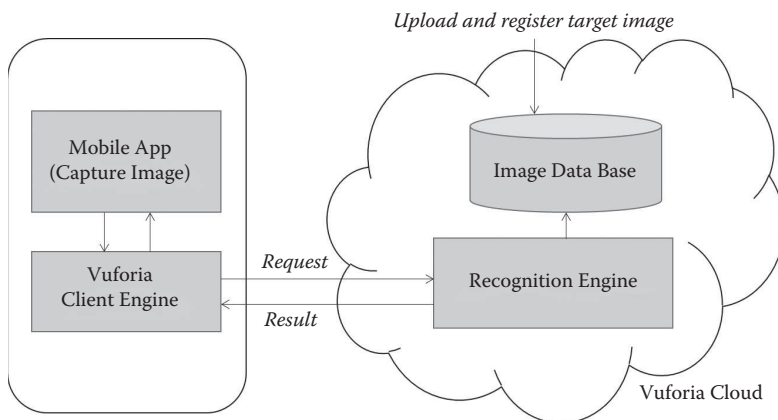 Upload and register target image
Mobile App
(Capture Image)
Image Data Base
Vuforia
Client Engine
Request
Recognition Engine
Result
Vuforia Cloud